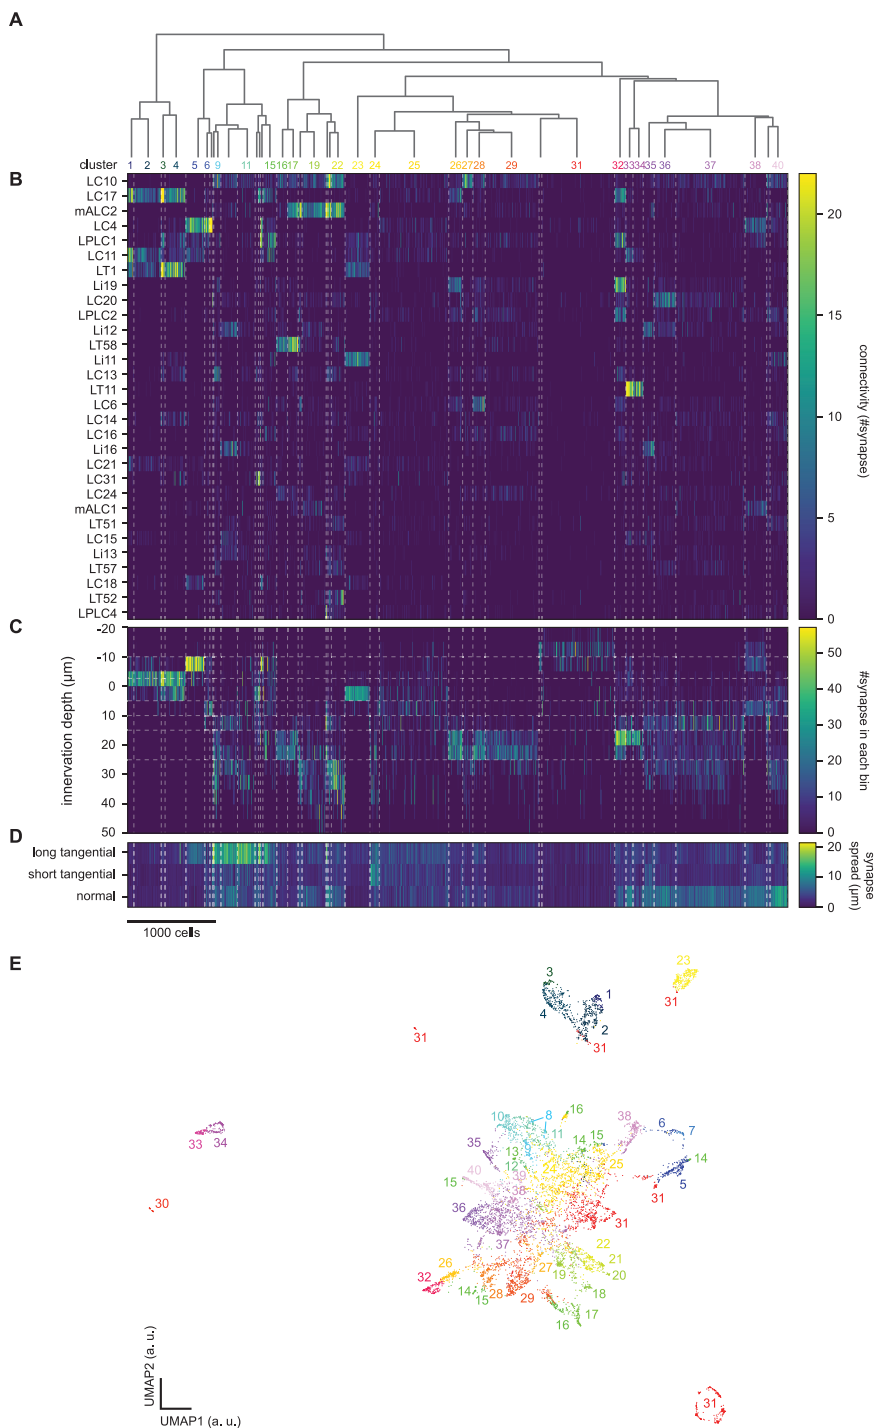 A
cluster 1 2 3 4 5 6 9 11 15 16 17 19 22 23 24 25 26 27 28 29 31 32 33 34 35 36 37 38 40
B
LC10
LC17
mALC2
LC4
LPLC1
LC11
LT1
Li19
LC20
LPLC2
Li12
LT58
Li11
LC13
LT11
LC6
LC14
LC16
Li16
LC21
LC31
LC24
mALC1
LT51
LC15
Li13
LT57
LC18
LT52
LPLC4
20
15
10
5
0
connectivity (#synapse)
C
-20
-10
0
10
20
30
40
50
innervation depth (μm)
50
40
30
20
10
0
#synapse in each bin
D
long tangential
short tangential
normal
20
10
0
synapse
spread (μm)
1000 cells
E
23
3
1
31
4
2
31
31
16
8
10
38
6
7
33
34
11
35
14
15
9
13
25
14
12
24
40
39
5
15
38
31
30
36
31
37
22
26
21
27
19
20
32
14
28
18
15
29
17
16
31
UMAP2 (a. u.)
UMAP1 (a. u.)